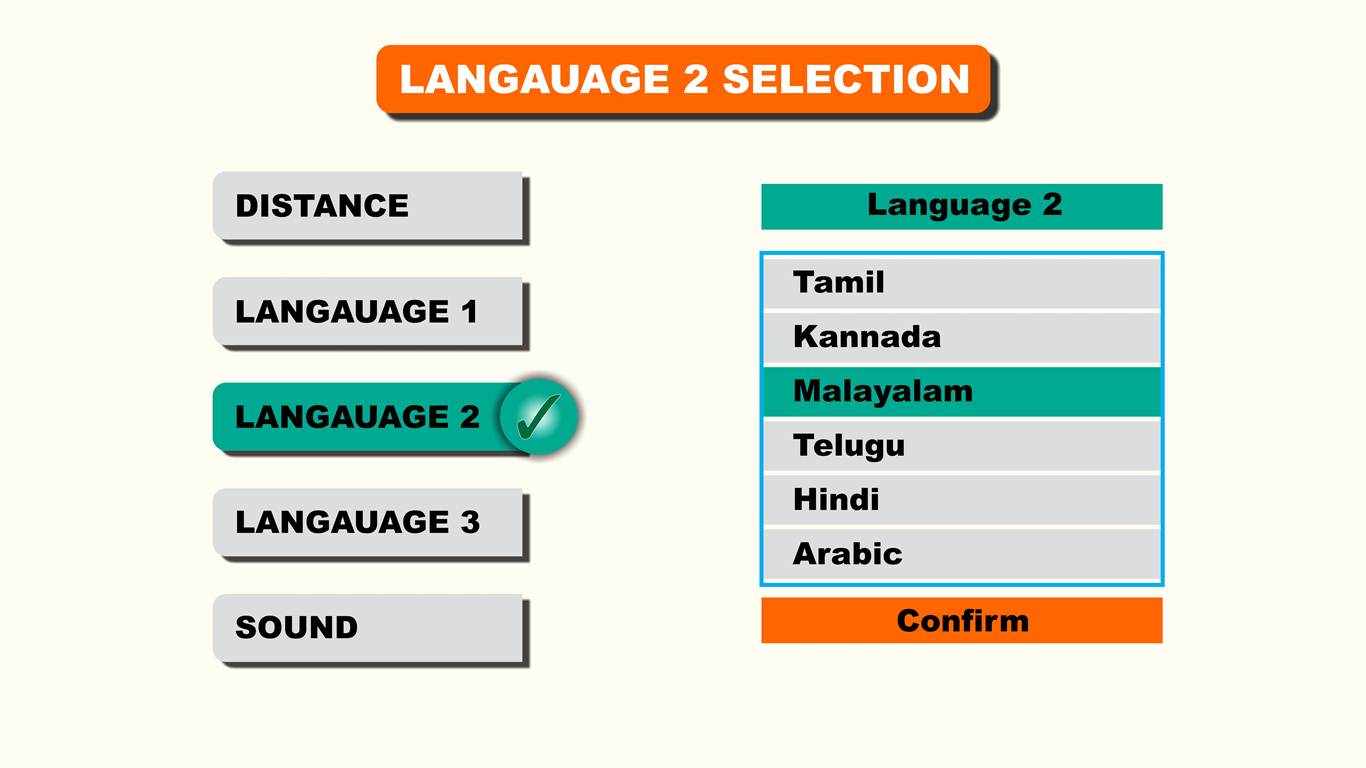 LANGAUAGE 2 SELECTION
DISTANCE
LANGAUAGE 1
LANGAUAGE 2
LANGAUAGE 3
SOUND
Language 2
Tamil
Kannada
Malayalam
Telugu
Hindi
Arabic
Confirm